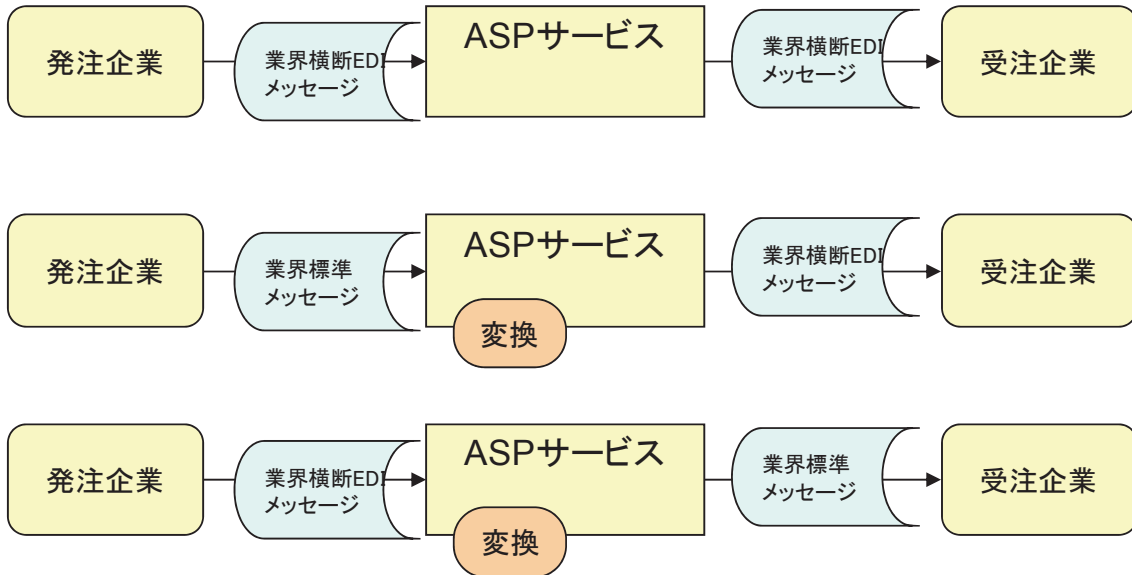 発注企業
業界横断EDI
メッセージ
ASPサービス
業界横断EDI
メッセージ
受注企業
発注企業
業界標準
メッセージ
ASPサービス
変換
業界横断EDI
メッセージ
受注企業
発注企業
業界横断EDI
メッセージ
ASPサービス
変換
業界標準
メッセージ
受注企業